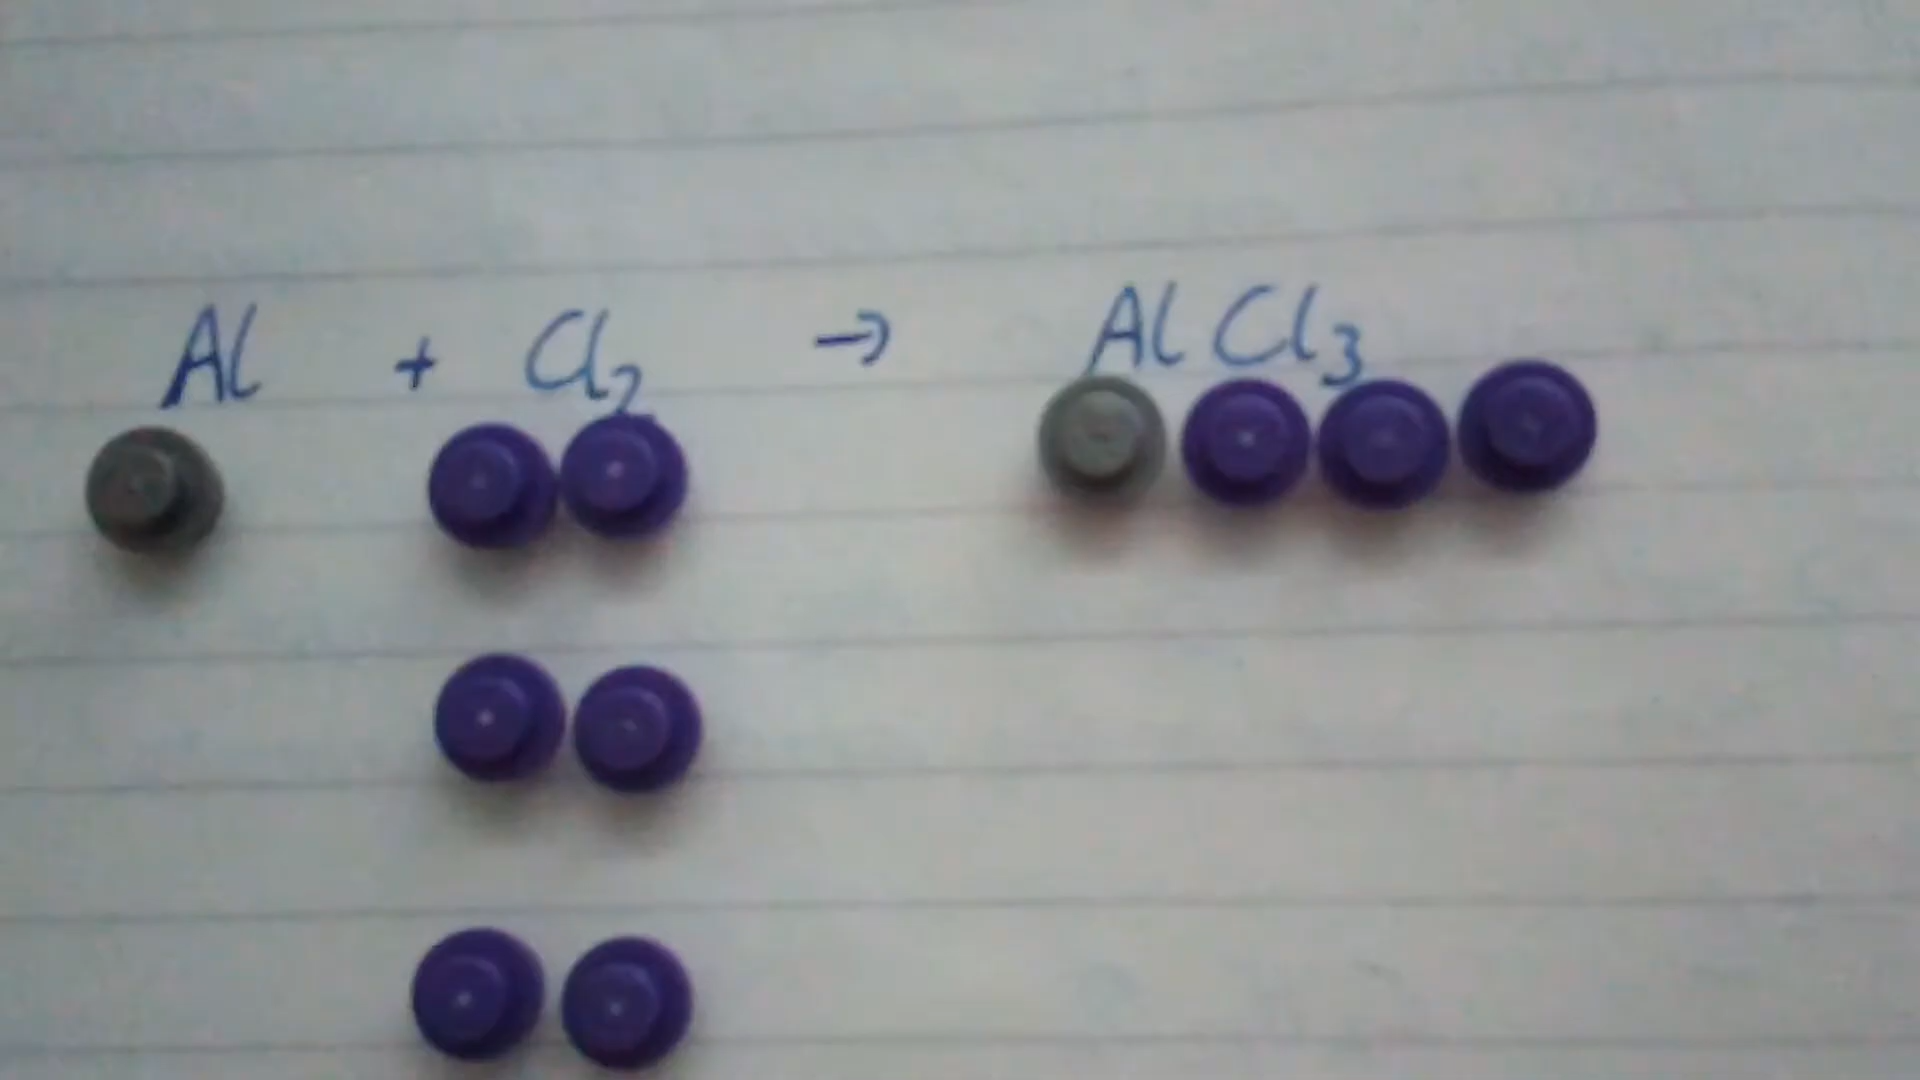 Al + Cl₂ → AlCl₃